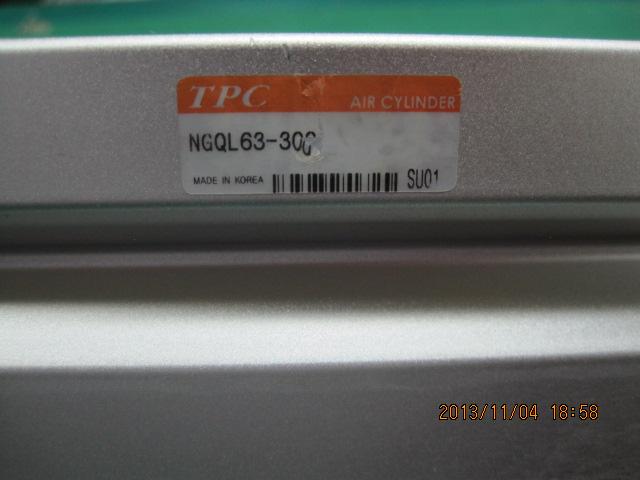 TPC AIR CYLINDER
NGQL63-300
MADE IN KOREA SU01
2013/11/04 18:58